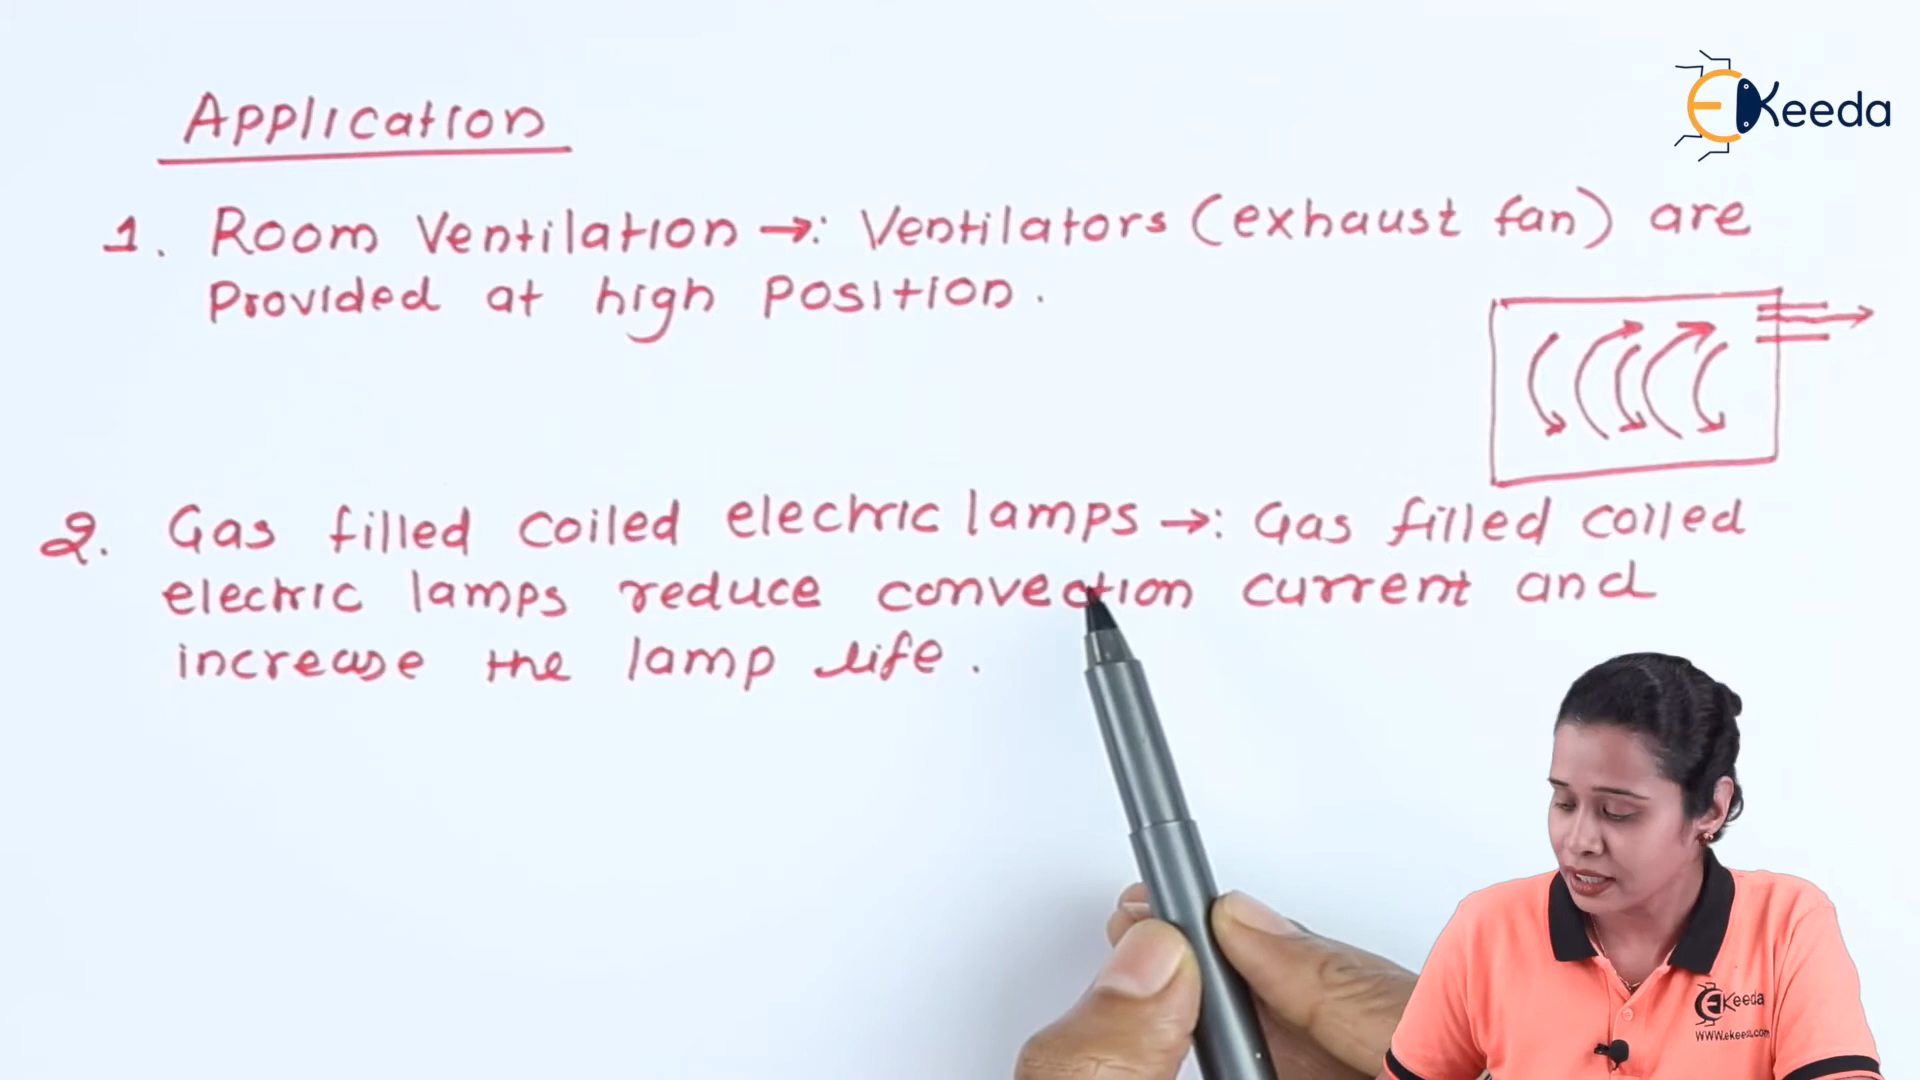 EKeeda
Application
1. Room Ventilation →: Ventilators (exhaust fan) are
Provided at high Position.
2. Gas filled coiled electric lamps →: Gas filled coiled
electric lamps reduce convection current and
increase the lamp life.
EKeeda
www.ekeeda.com